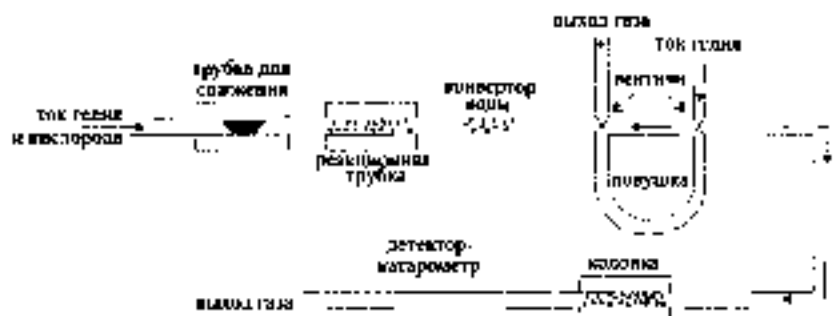 выход газа
ток гелия
трубка для
сожжения
вентили
конвертор
воды
ток гелия
и кислорода
реакционная
трубка
ловушка
детектор-
катарометр
колонка
выход газа